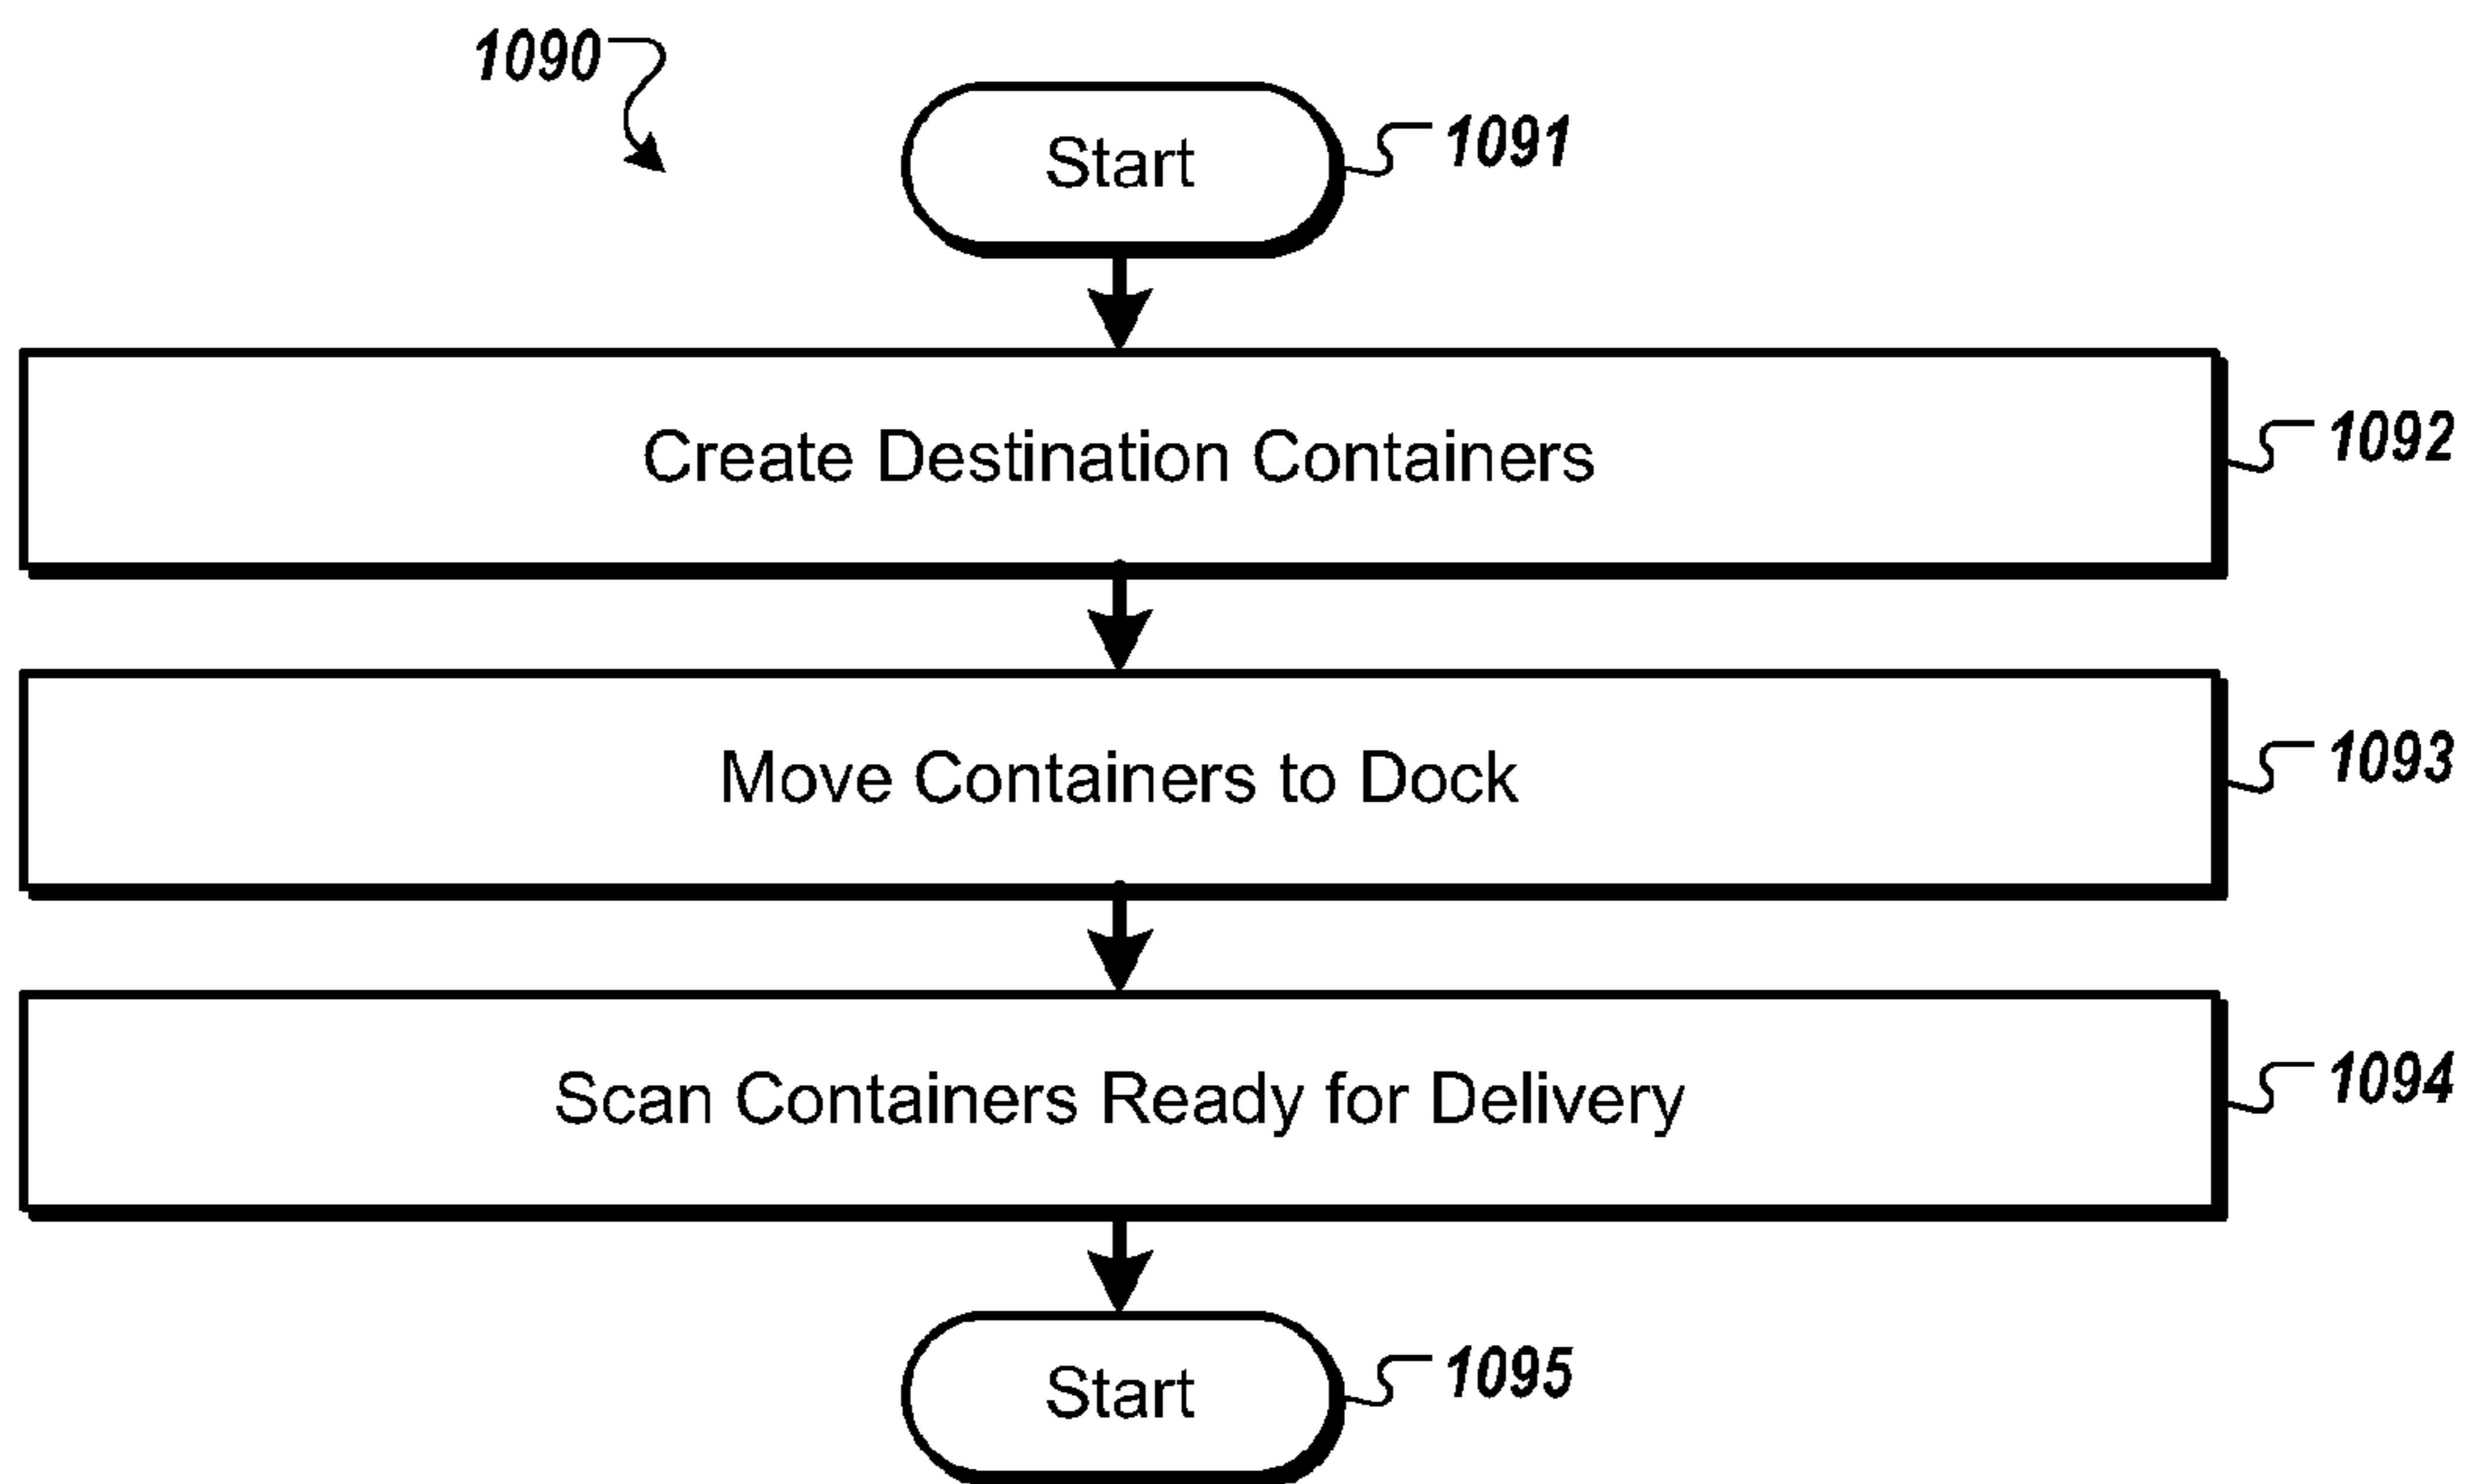 1090
Start 1091
Create Destination Containers 1092
Move Containers to Dock 1093
Scan Containers Ready for Delivery 1094
Start 1095